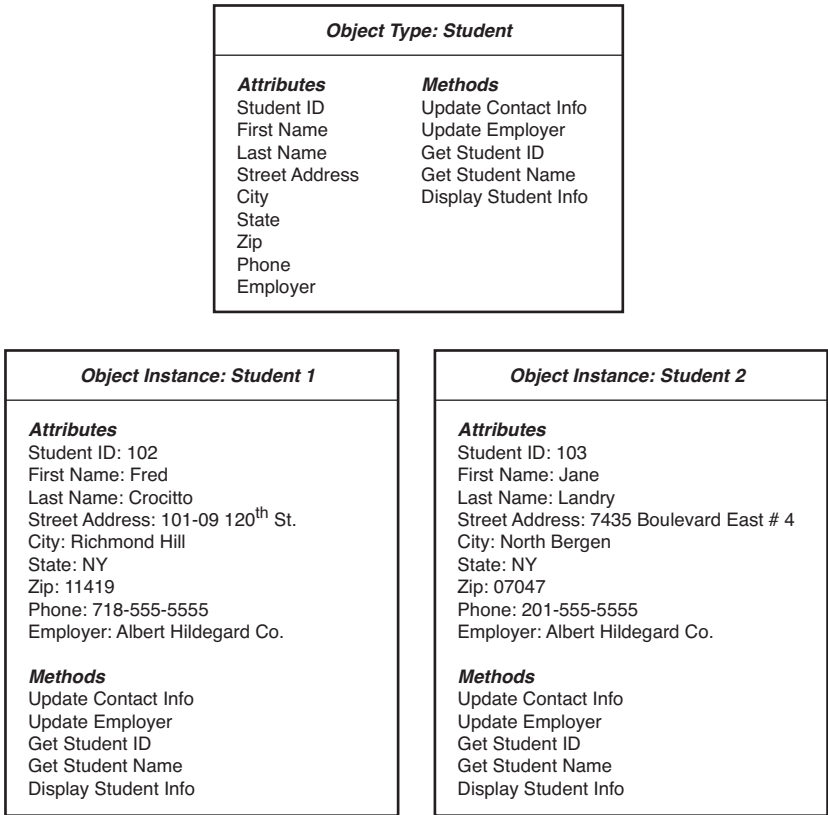 Object Type: Student
Attributes
Student ID
First Name
Last Name
Street Address
City
State
Zip
Phone
Employer
Methods
Update Contact Info
Update Employer
Get Student ID
Get Student Name
Display Student Info
Object Instance: Student 1
Attributes
Student ID: 102
First Name: Fred
Last Name: Crocitto
Street Address: 101-09 120th St.
City: Richmond Hill
State: NY
Zip: 11419
Phone: 718-555-5555
Employer: Albert Hildegard Co.
Methods
Update Contact Info
Update Employer
Get Student ID
Get Student Name
Display Student Info
Object Instance: Student 2
Attributes
Student ID: 103
First Name: Jane
Last Name: Landry
Street Address: 7435 Boulevard East # 4
City: North Bergen
State: NY
Zip: 07047
Phone: 201-555-5555
Employer: Albert Hildegard Co.
Methods
Update Contact Info
Update Employer
Get Student ID
Get Student Name
Display Student Info